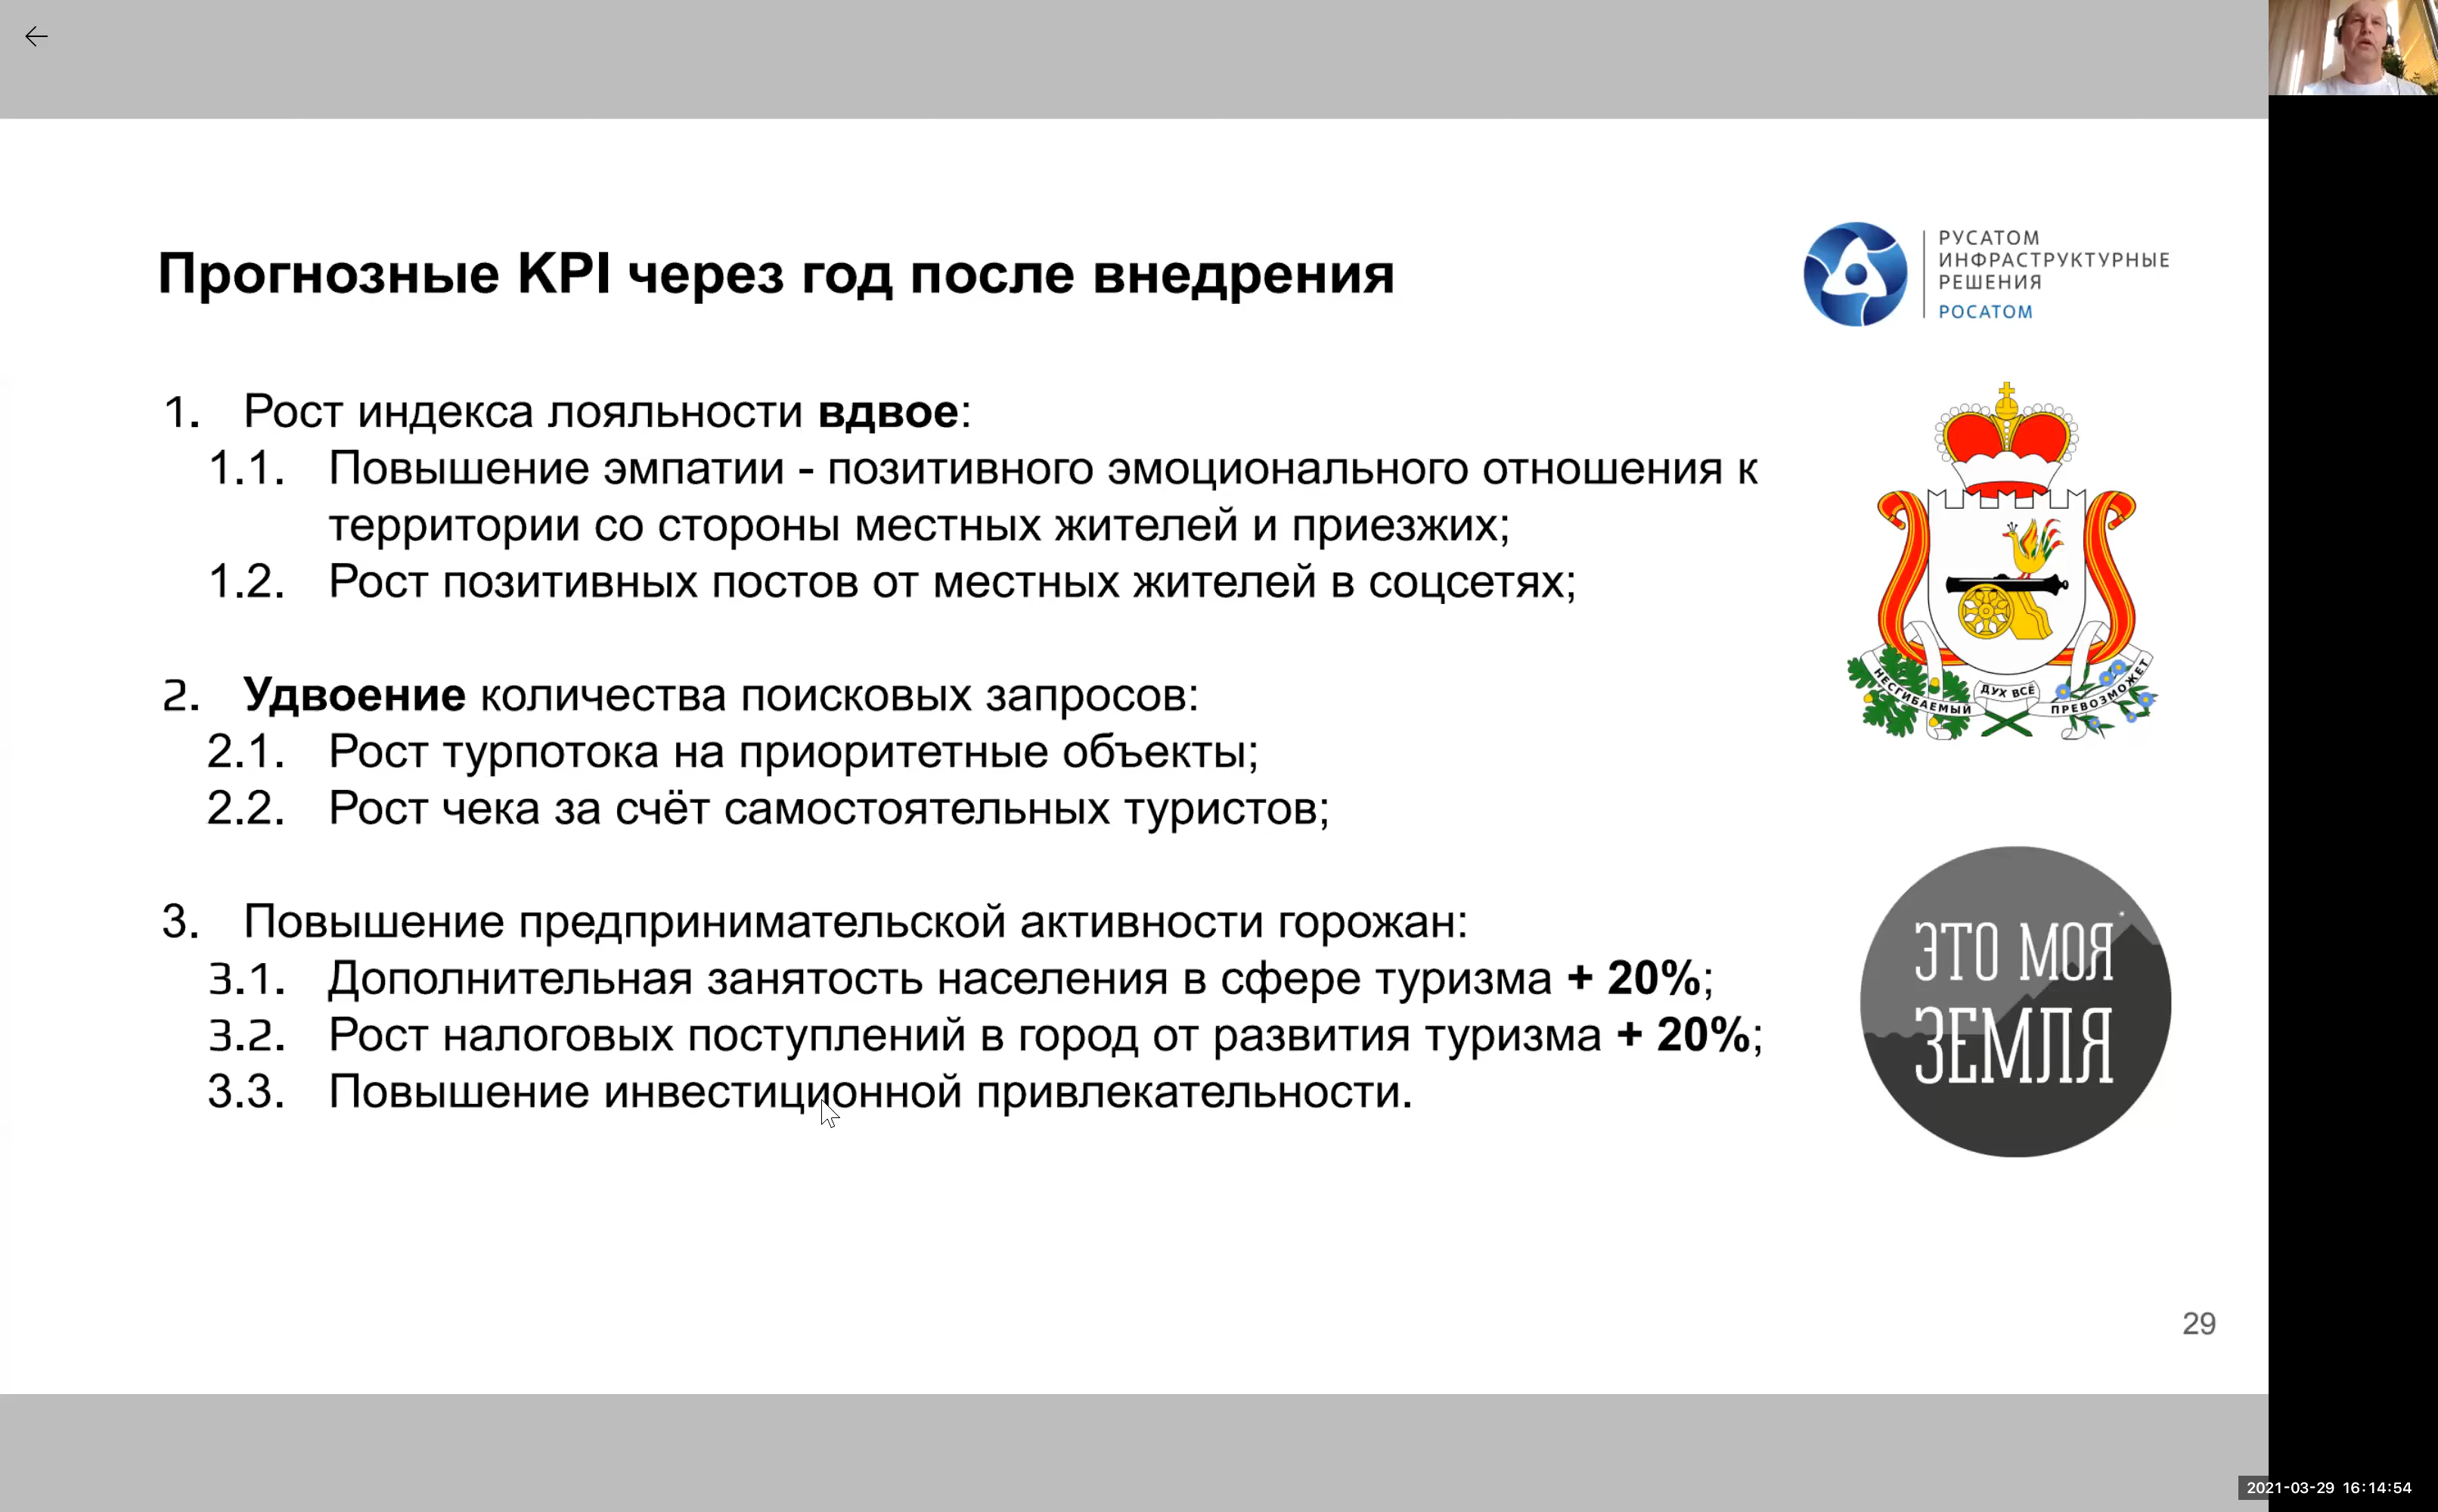 Прогнозные KPI через год после внедрения
РУСАТОМ
ИНФРАСТРУКТУРНЫЕ
РЕШЕНИЯ
РОСАТОМ
1. Рост индекса лояльности вдвое:
1.1. Повышение эмпатии - позитивного эмоционального отношения к
территории со стороны местных жителей и приезжих;
1.2. Рост позитивных постов от местных жителей в соцсетях;
2. Удвоение количества поисковых запросов:
2.1. Рост турпотока на приоритетные объекты;
2.2. Рост чека за счёт самостоятельных туристов;
3. Повышение предпринимательской активности горожан:
3.1. Дополнительная занятость населения в сфере туризма + 20%;
3.2. Рост налоговых поступлений в город от развития туризма + 20%;
3.3. Повышение инвестиционной привлекательности.
НЕСГИБАЕМЫЙ ДУХ ВСЁ ПРЕВОЗМОЖЕТ
ЭТО МОЯ
ЗЕМЛЯ
29
2021-03-29 16:14:54